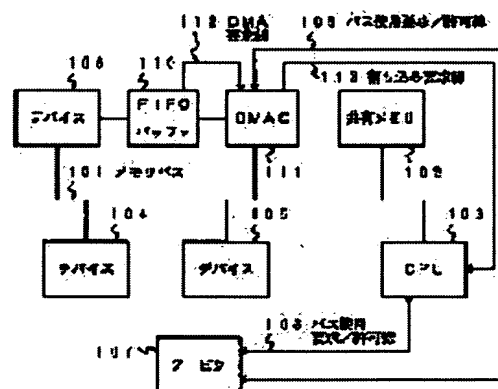 112 DMA
要求線
バス使用要求/許可線
106
110
113 割り込み要求線
デバイス
FIFO
バッファ
DMAC
共有メモリ
101 メモリバス
111
102
104
105
103
デバイス
デバイス
CPU
バス使用
要求/許可線
107
アービタ